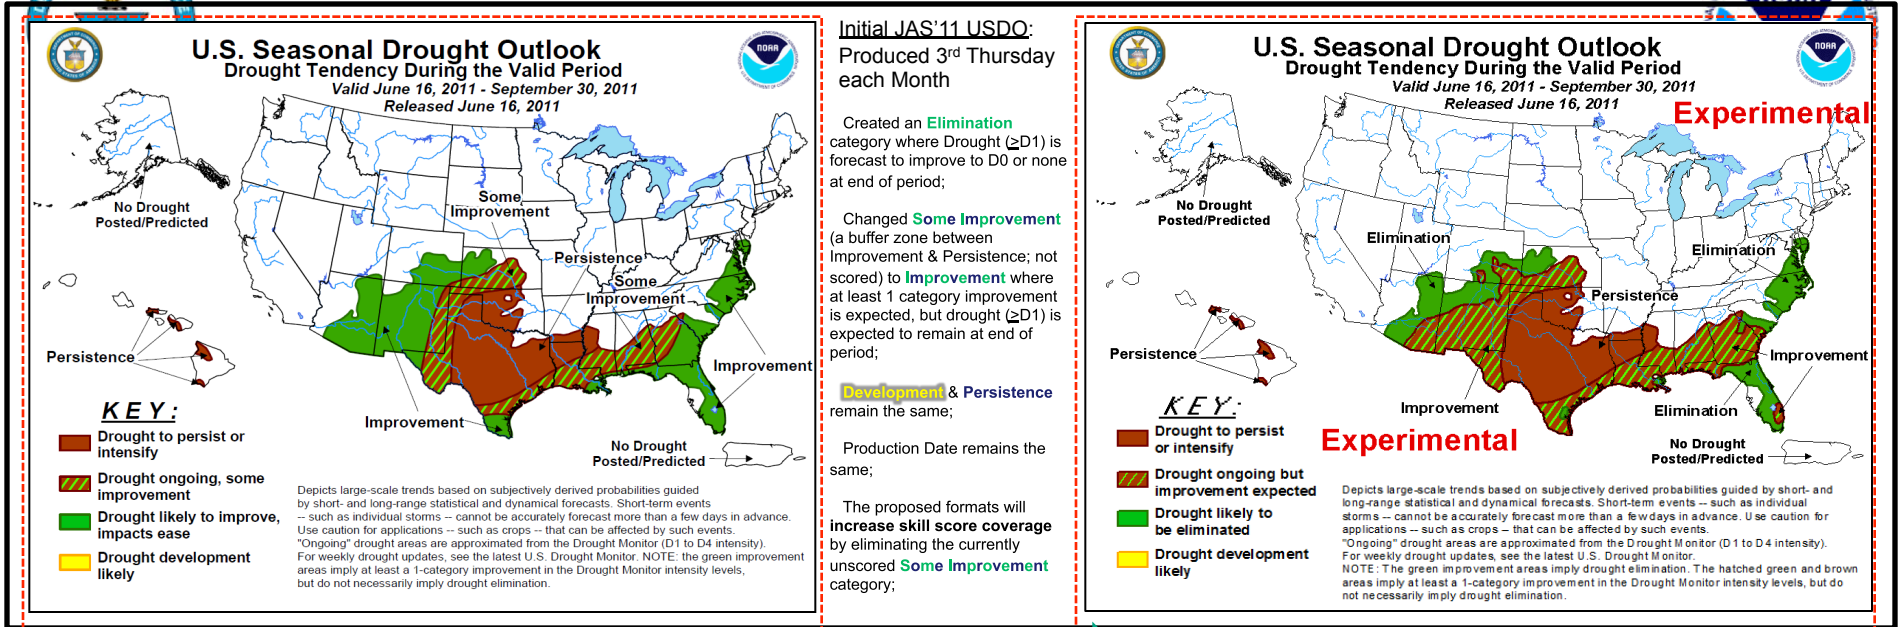 U.S. Seasonal Drought Outlook
Drought Tendency During the Valid Period
Valid June 16, 2011 - September 30, 2011
Released June 16, 2011
NOAA
No Drought
Posted/Predicted
Some
Improvement
Persistence
Some
Improvement
Persistence
Improvement
Improvement
No Drought
Posted/Predicted
KEY:
Drought to persist or
intensify
Drought ongoing, some
improvement
Drought likely to improve,
impacts ease
Drought development
likely
Depicts large-scale trends based on subjectively derived probabilities guided
by short- and long-range statistical and dynamical forecasts. Short-term events
-- such as individual storms -- cannot be accurately forecast more than a few days in advance.
Use caution for applications -- such as crops -- that can be affected by such events.
"Ongoing" drought areas are approximated from the Drought Monitor (D1 to D4 intensity).
For weekly drought updates, see the latest U.S. Drought Monitor. NOTE: the green improvement
areas imply at least a 1-category improvement in the Drought Monitor intensity levels,
but do not necessarily imply drought elimination.
Initial JAS'11 USDO:
Produced 3rd Thursday
each Month
Created an Elimination
category where Drought (≥D1) is
forecast to improve to D0 or none
at end of period;
Changed Some Improvement
(a buffer zone between
Improvement & Persistence; not
scored) to Improvement where
at least 1 category improvement
is expected, but drought (≥D1) is
expected to remain at end of
period;
Development & Persistence
remain the same;
Production Date remains the
same;
The proposed formats will
increase skill score coverage
by eliminating the currently
unscored Some Improvement
category;
U.S. Seasonal Drought Outlook
Drought Tendency During the Valid Period
Valid June 16, 2011 - September 30, 2011
Released June 16, 2011
NOAA
Experimental
No Drought
Posted/Predicted
Elimination
Elimination
Persistence
Persistence
Improvement
Improvement
Elimination
Experimental
No Drought
Posted/Predicted
KEY:
Drought to persist
or intensify
Drought ongoing but
improvement expected
Drought likely to
be eliminated
Drought development
likely
Depicts large-scale trends based on subjectively derived probabilities guided by short- and
long-range statistical and dynamical forecasts. Short-term events -- such as individual
storms -- cannot be accurately forecast more than a few days in advance. Use caution for
applications -- such as crops -- that can be affected by such events.
"Ongoing" drought areas are approximated from the Drought Monitor (D1 to D4 intensity).
For weekly drought updates, see the latest U.S. Drought Monitor.
NOTE: The green improvement areas imply drought elimination. The hatched green and brown
areas imply at least a 1-category improvement in the Drought Monitor intensity levels, but do
not necessarily imply drought elimination.